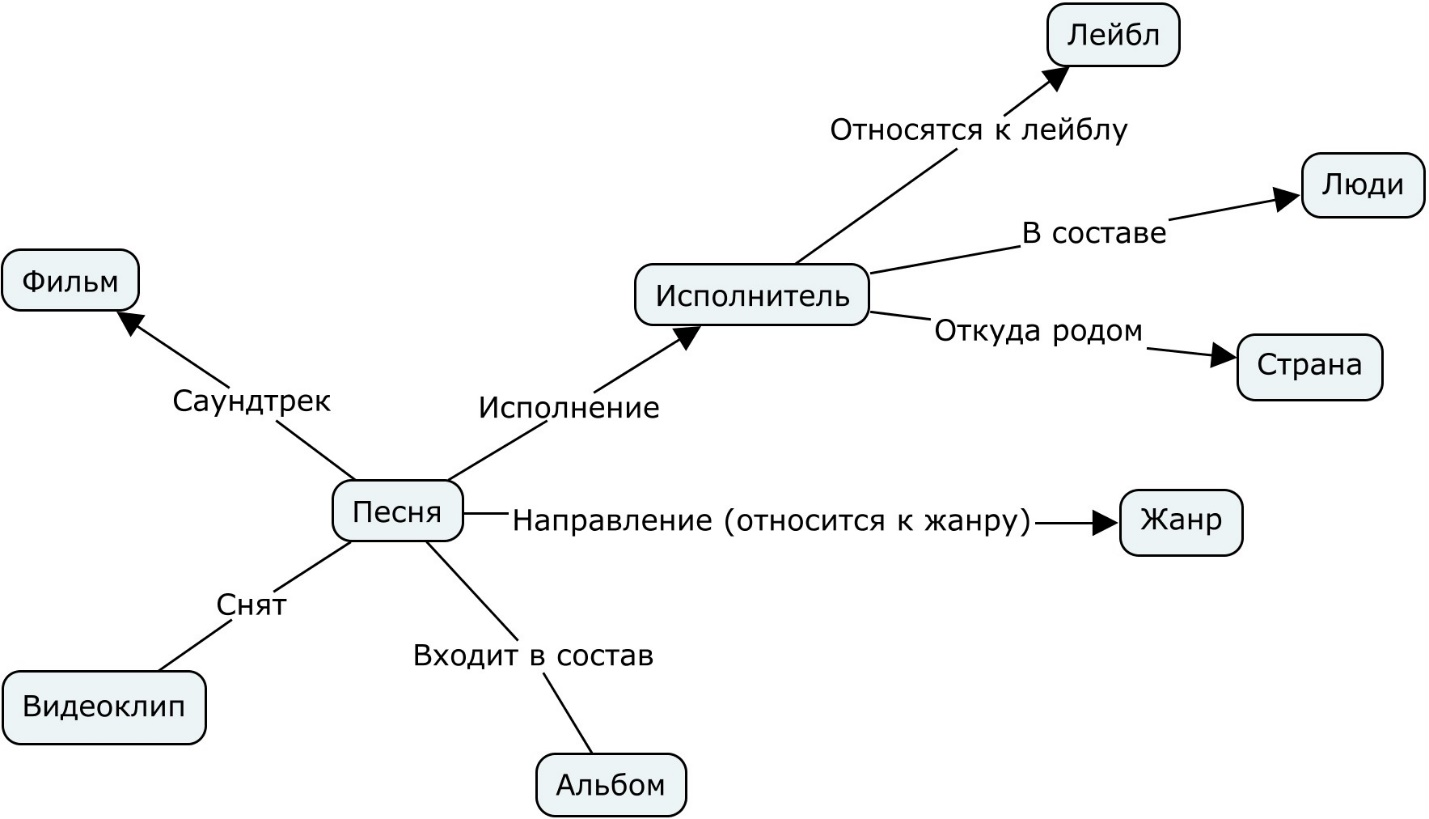 Лейбл
Относятся к лейблу
Люди
В составе
Фильм
Исполнитель
Откуда родом
Страна
Саундтрек
Исполнение
Песня
Направление (относится к жанру)
Жанр
Снят
Входит в состав
Видеоклип
Альбом